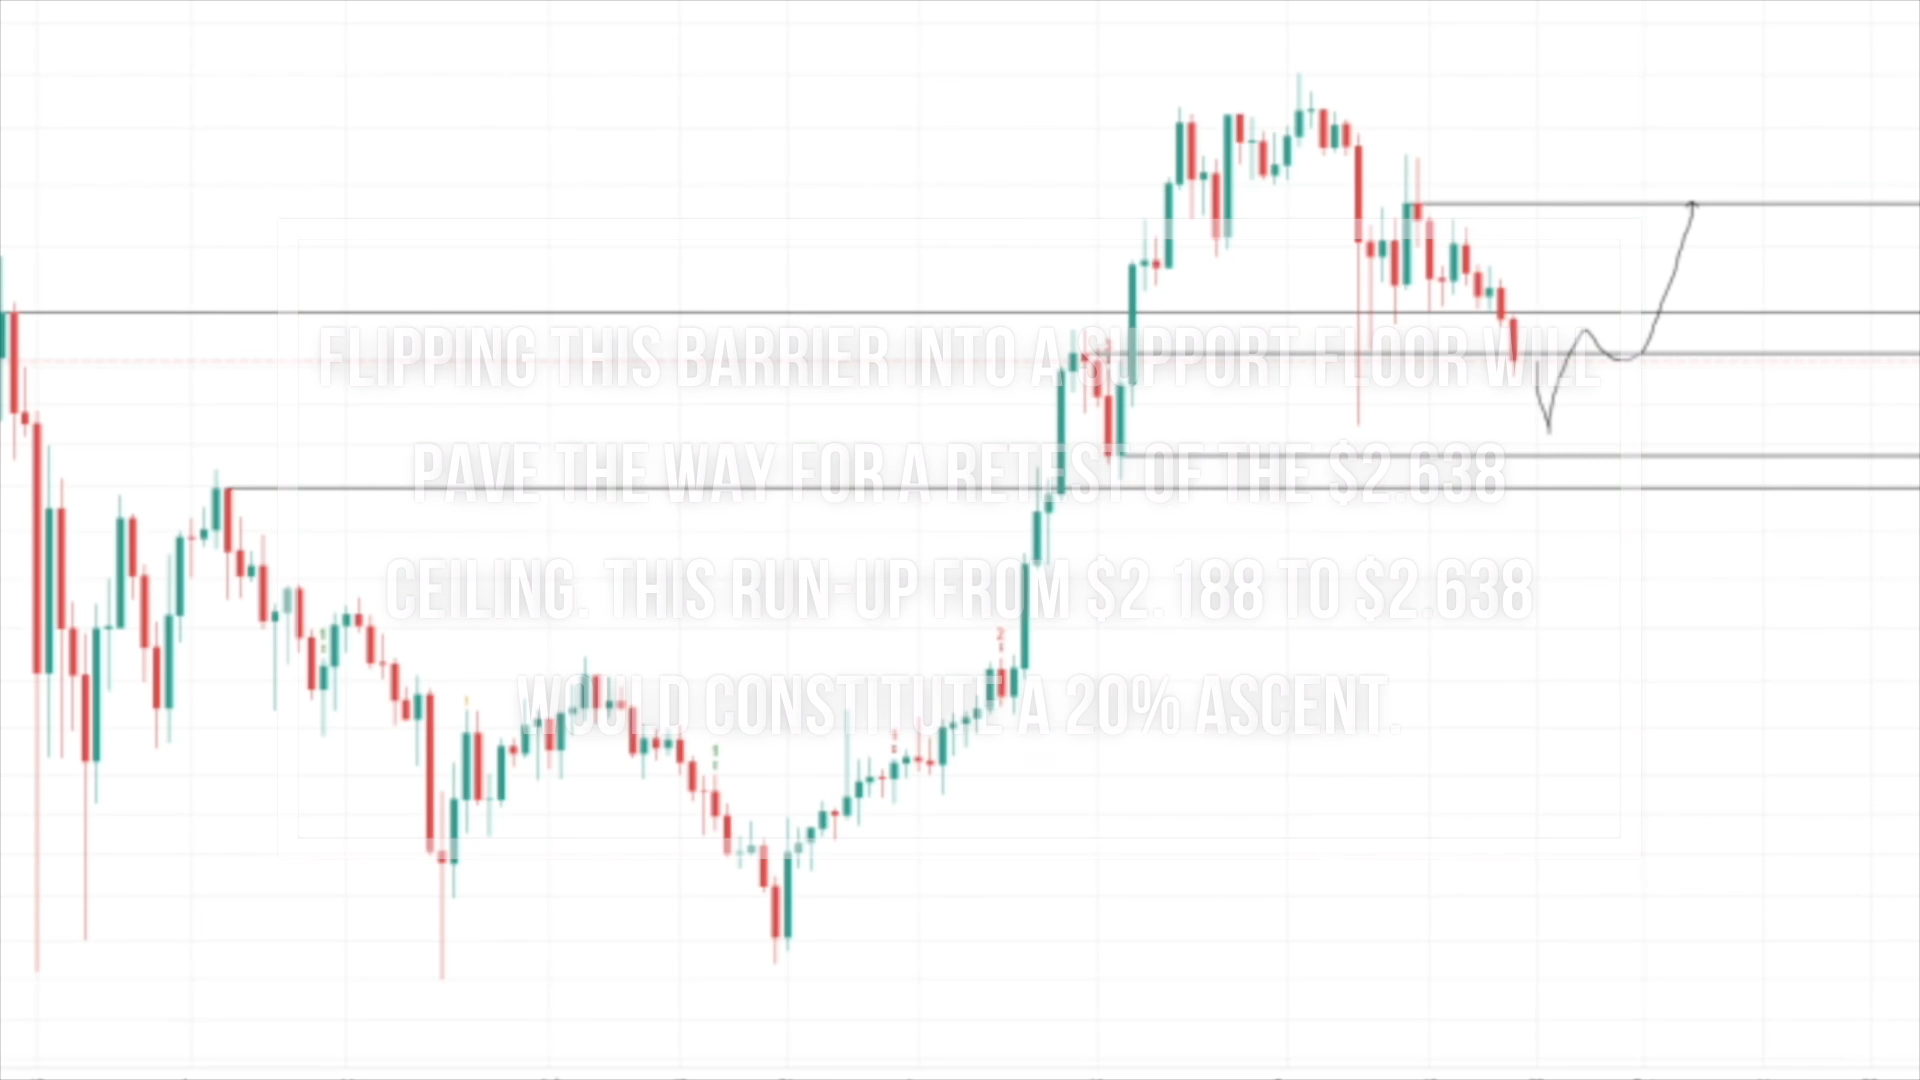 FLIPPING THIS BARRIER INTO A SUPPORT FLOOR WILL
PAVE THE WAY FOR A RETEST OF THE $2.638
CEILING. THIS RUN-UP FROM $2.188 TO $2.638
WOULD CONSTITUTE A 20% ASCENT.